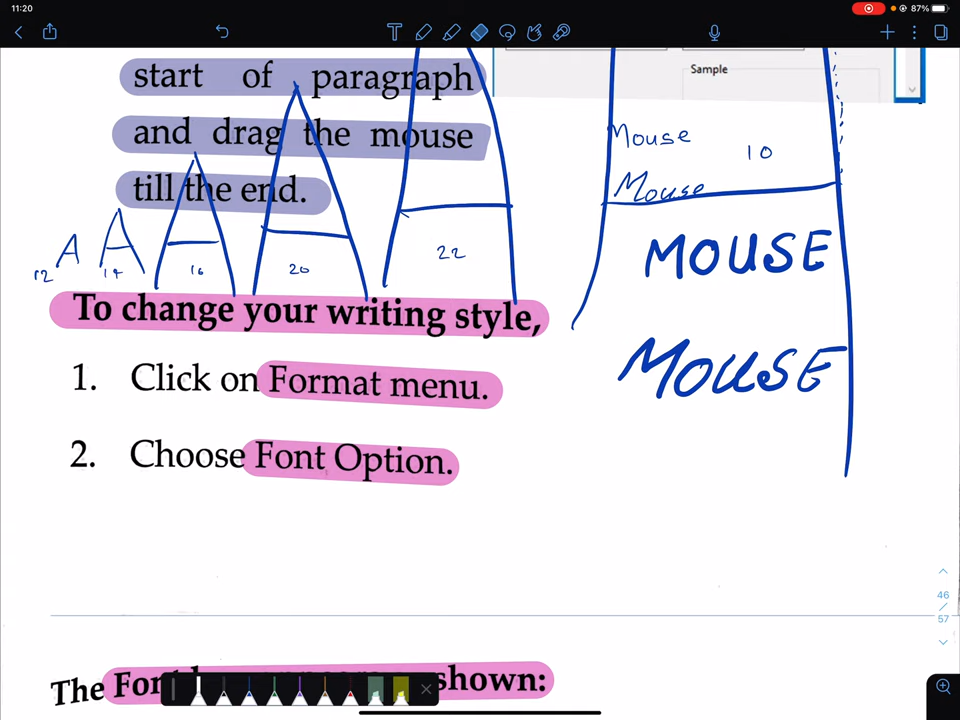 11:20
87%
Sample
start of paragraph
and drag the mouse
till the end.
Mouse
10
Mouse
A A A A A
12 14 16 20 22
MOUSE
MOUSE
To change your writing style,
1. Click on Format menu.
2. Choose Font Option.
46
/
57
The Font shown: